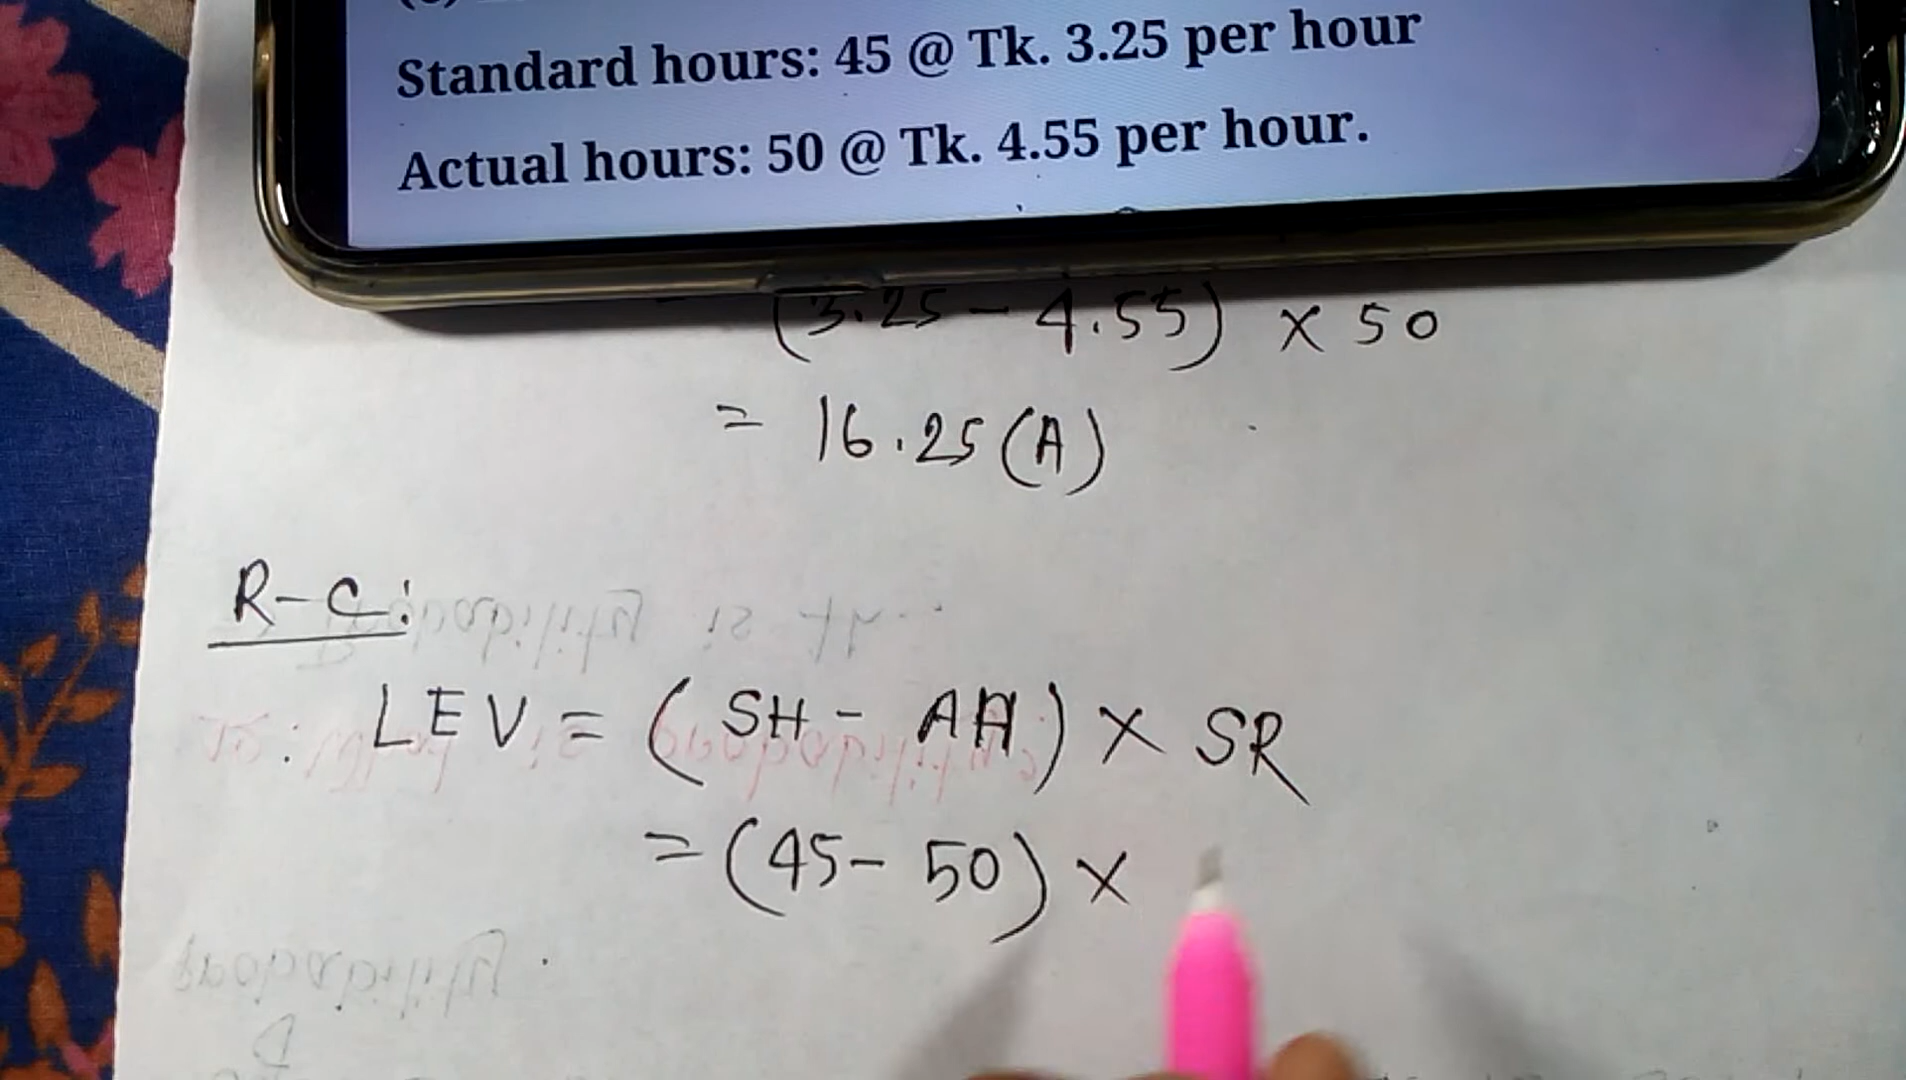 Standard hours: 45 @ Tk. 3.25 per hour
Actual hours: 50 @ Tk. 4.55 per hour.
(3.25 - 4.55) × 50
= 16.25 (A)
R-C:
LEV = (SH - AH) × SR
= (45 - 50) ×